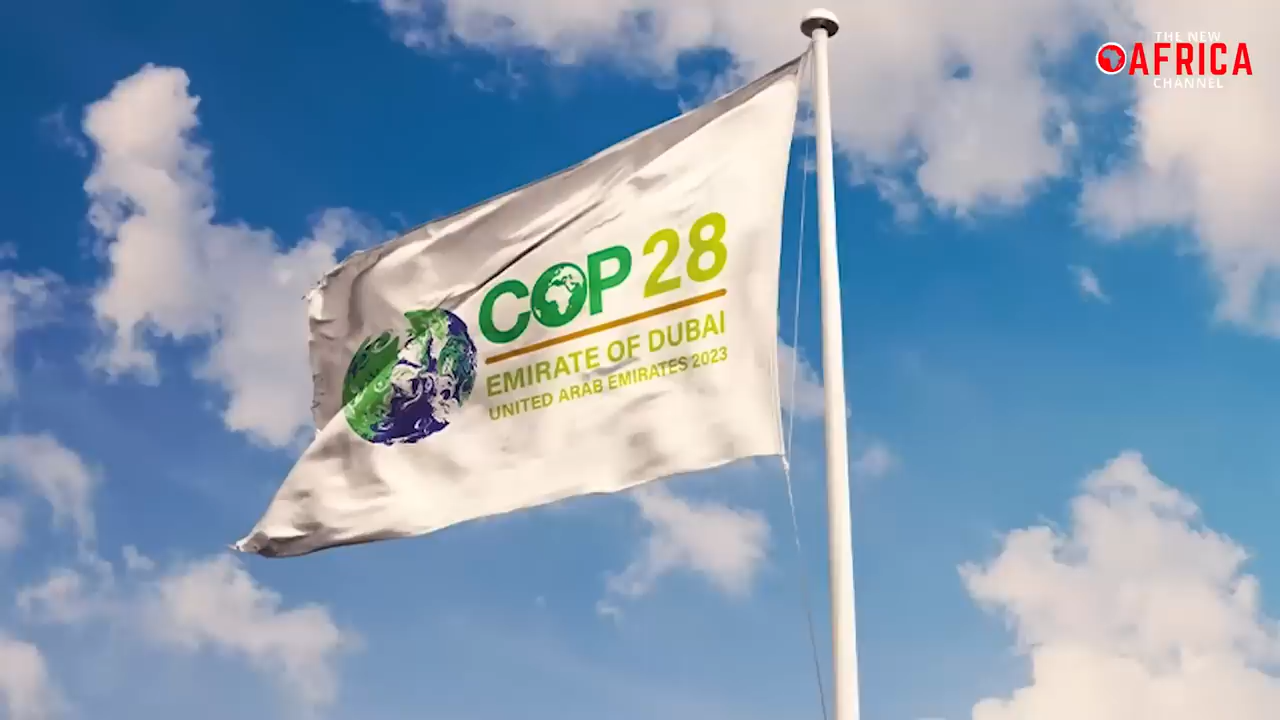 THE NEW
AFRICA
CHANNEL
COP 28
EMIRATE OF DUBAI
UNITED ARAB EMIRATES 2023